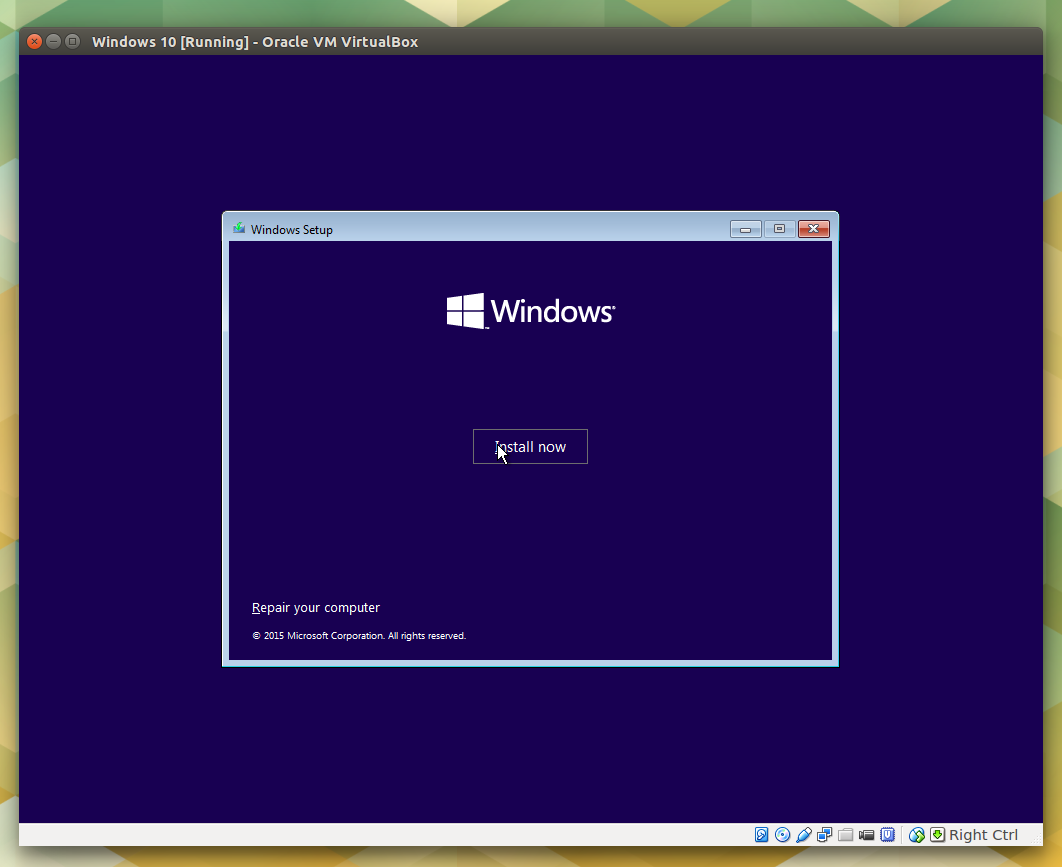 Windows 10 [Running] - Oracle VM VirtualBox
Windows Setup
Windows
Install now
Repair your computer
© 2015 Microsoft Corporation. All rights reserved.
Right Ctrl